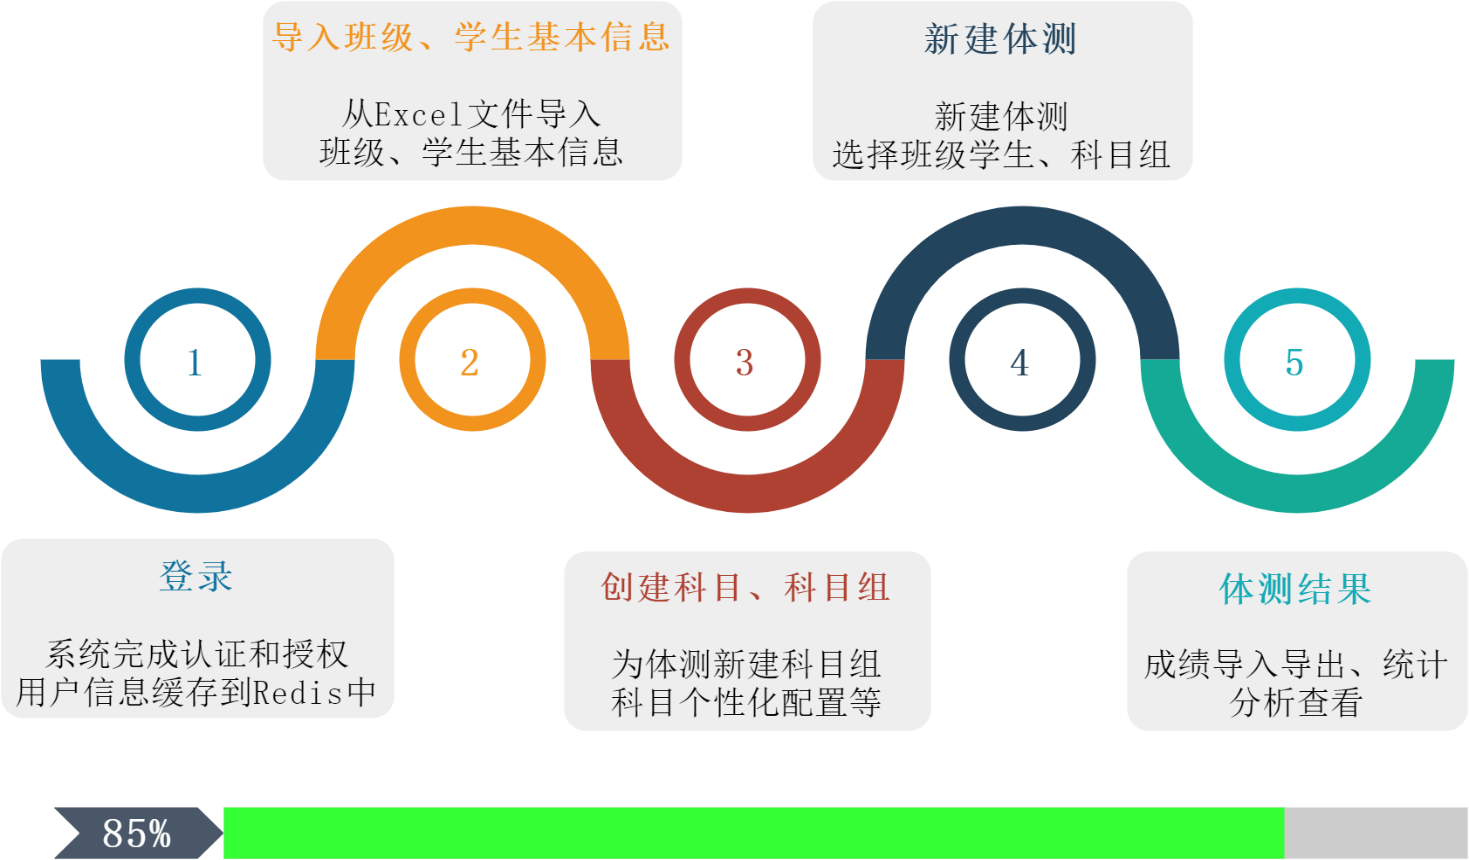 导入班级、学生基本信息
从Excel文件导入
班级、学生基本信息
新建体测
新建体测
选择班级学生、科目组
1
2
3
4
5
登录
系统完成认证和授权
用户信息缓存到Redis中
创建科目、科目组
为体测新建科目组
科目个性化配置等
体测结果
成绩导入导出、统计
分析查看
85%